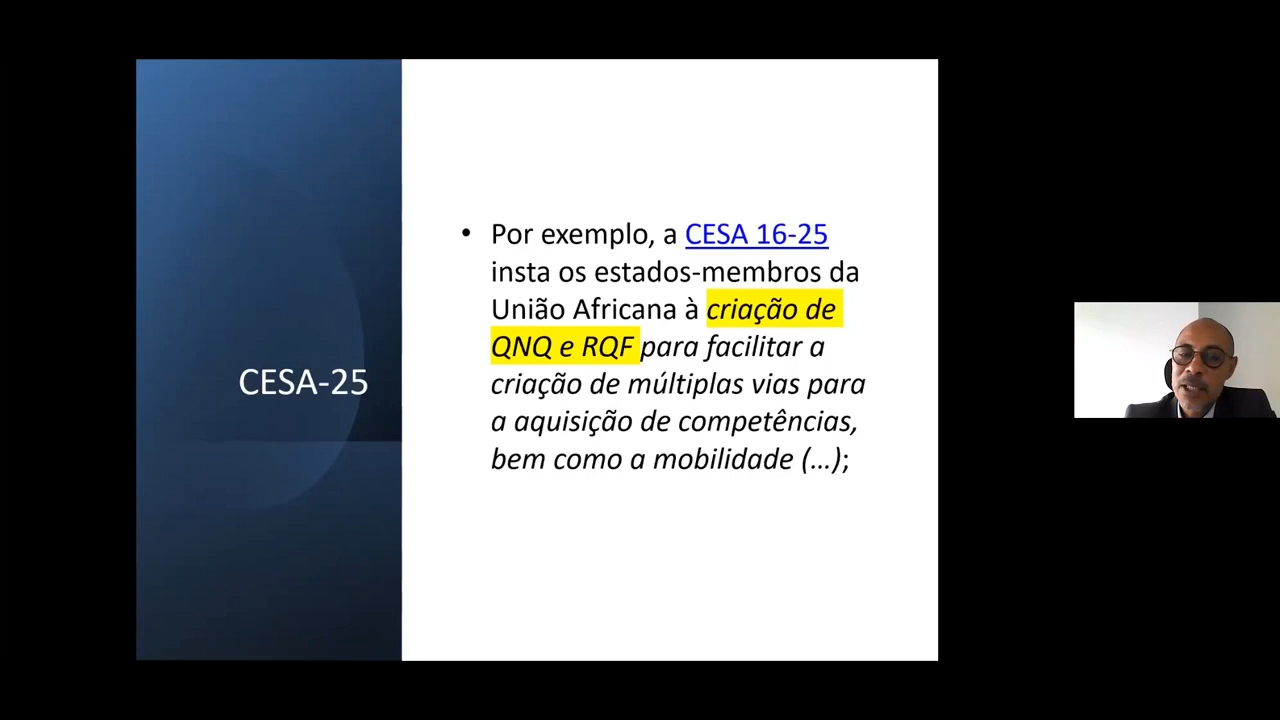 CESA-25
• Por exemplo, a CESA 16-25
insta os estados-membros da
União Africana à criação de
QNQ e RQF para facilitar a
criação de múltiplas vias para
a aquisição de competências,
bem como a mobilidade (...);